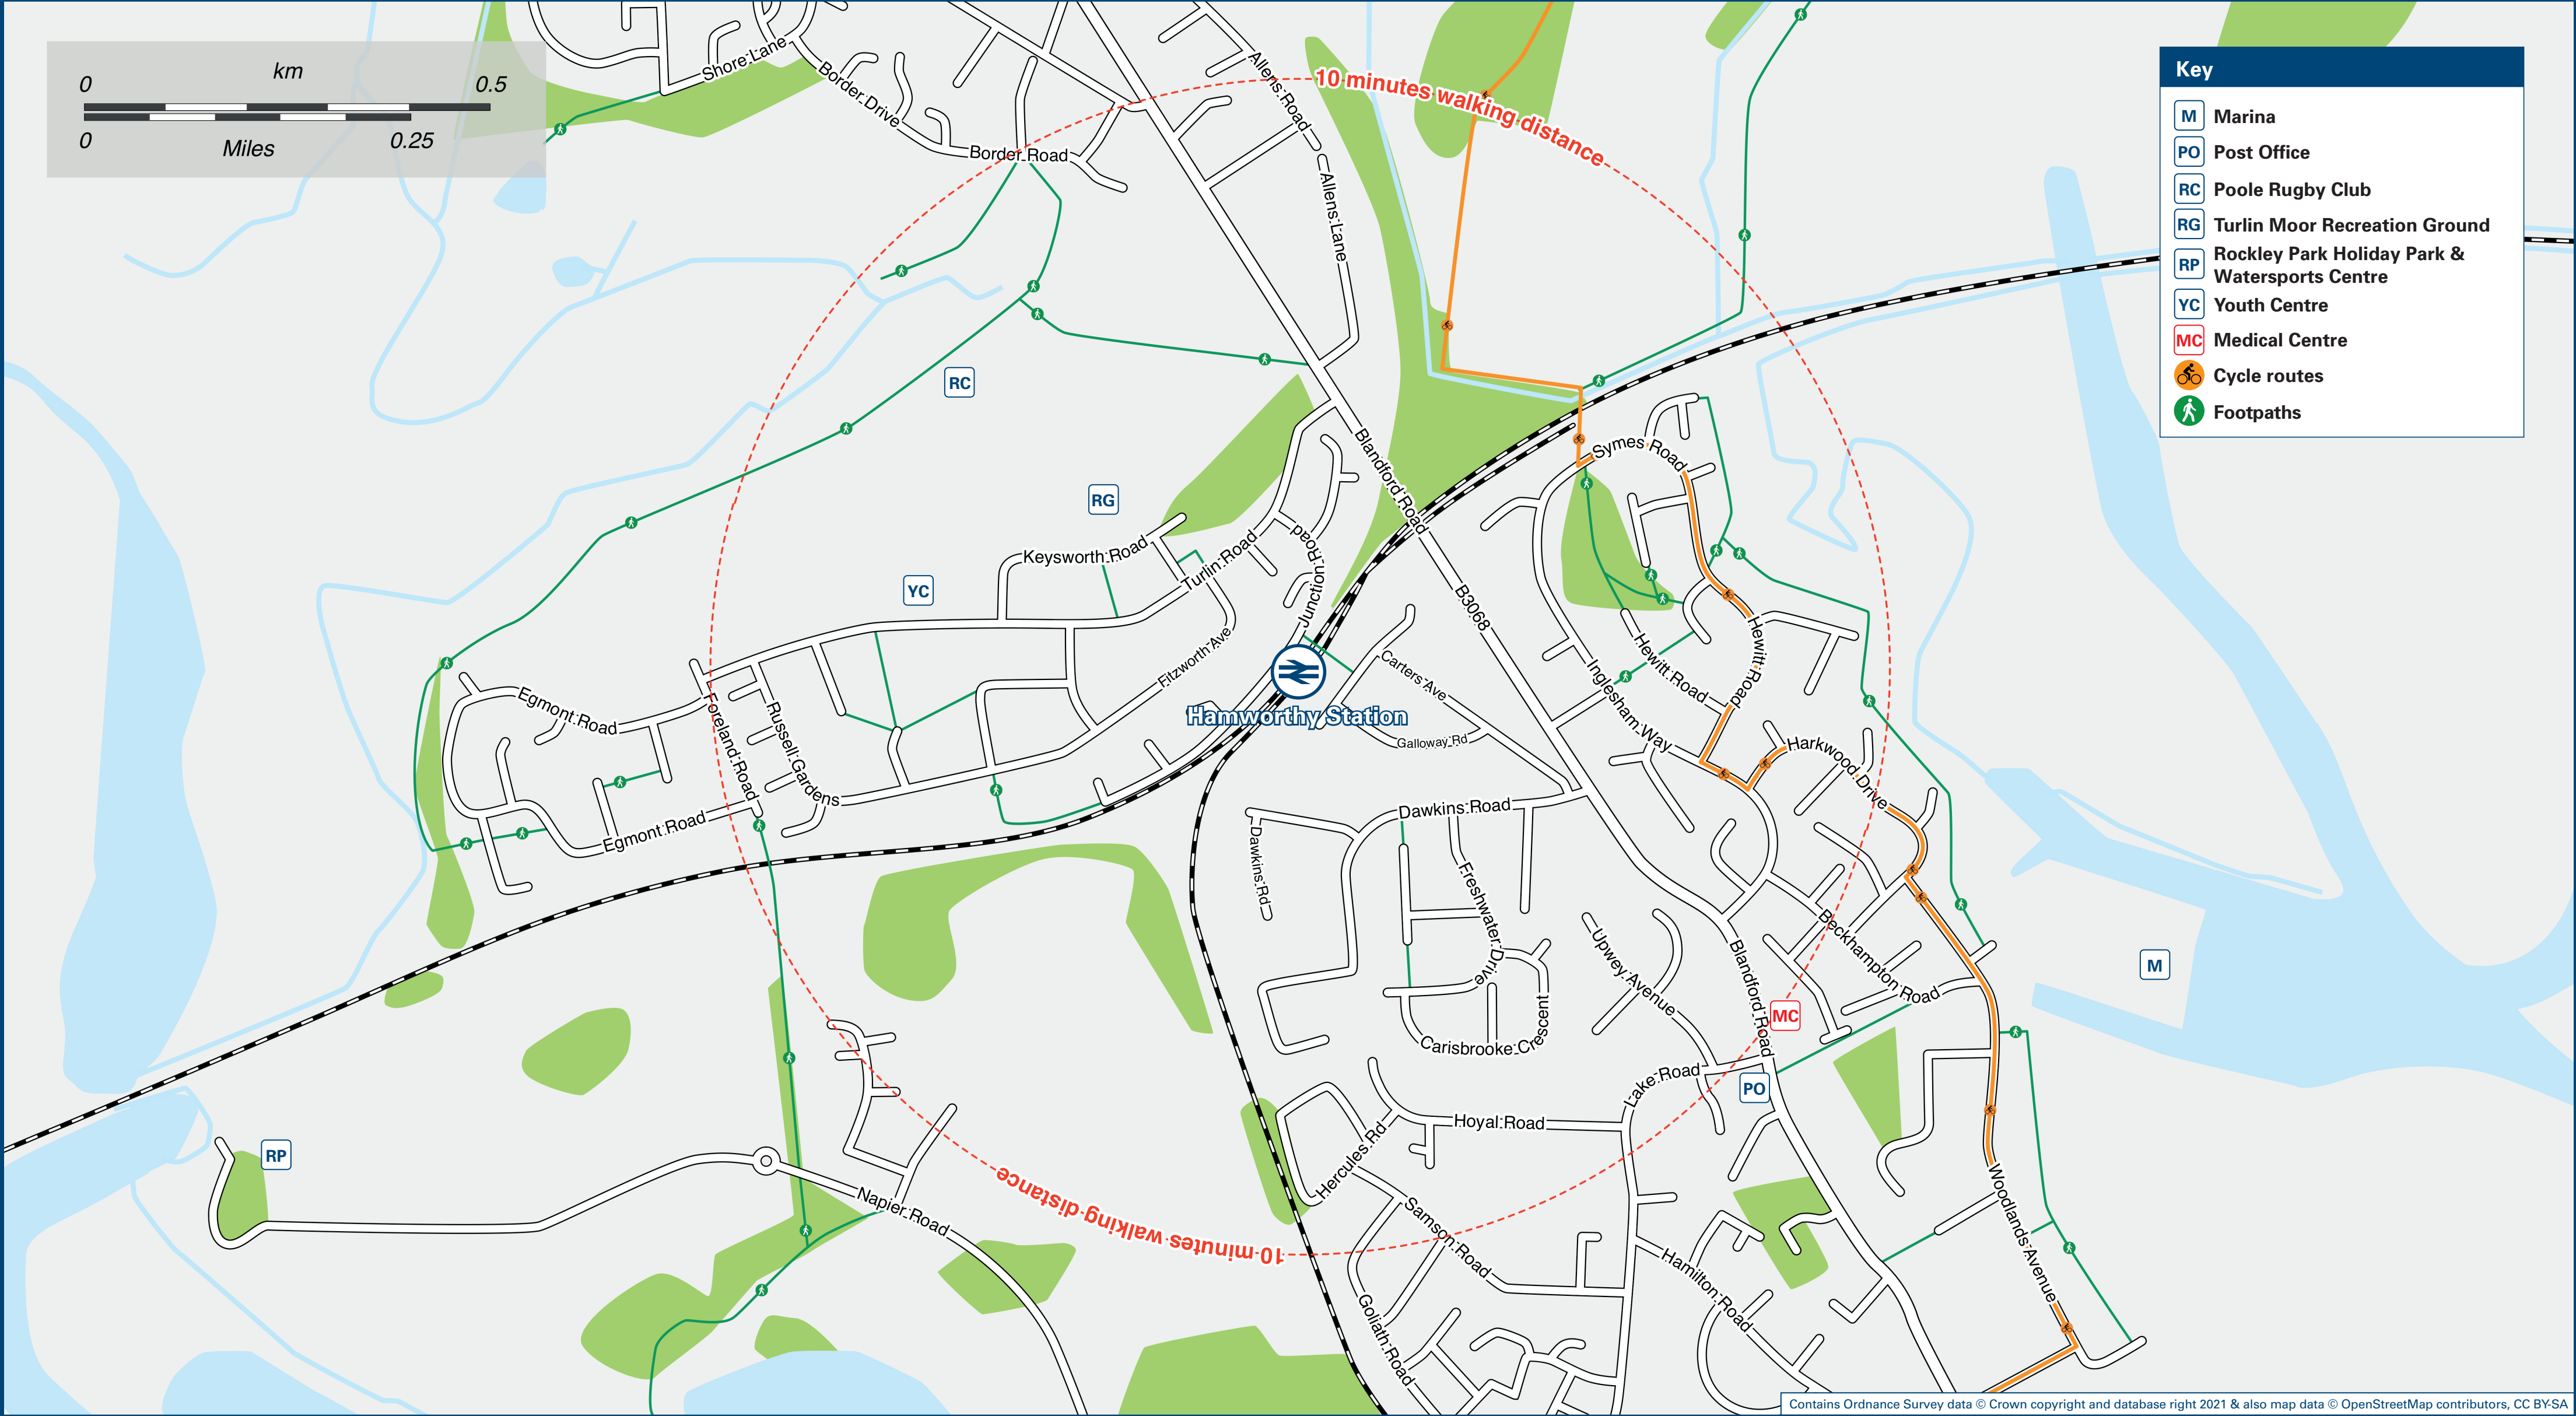 km
0 0.5
0 0.25
Miles
Key
M Marina
PO Post Office
RC Poole Rugby Club
RG Turlin Moor Recreation Ground
RP Rockley Park Holiday Park &
Watersports Centre
YC Youth Centre
MC Medical Centre
Cycle routes
Footpaths
Shore Lane
Border Drive
Border Road
Allens Road
Allens Lane
10 minutes walking distance
RC
RG
YC
Blandford Road
Symes Road
Keysworth Road
Turlin Road
Junction Road
B3068
Fitzworth Ave
Carters Ave
Hewitt Road
Hewitt Road
Inglesham Way
Egmont Road
Foreland Road
Russell Gardens
Hamworthy Station
Galloway Rd
Harkwood Drive
Egmont Road
Dawkins Road
Dawkins Rd
Freshwater Drive
Upwey Avenue
Beckhampton Road
Blandford Road
M
MC
Carisbrooke Crescent
Lake Road
PO
Hoyal Road
Hercules Rd
RP
Napier Road
10 minutes walking distance
Samson Road
Woodlands Avenue
Hamilton Road
Goliath Road
Contains Ordnance Survey data © Crown copyright and database right 2021 & also map data © OpenStreetMap contributors, CC BY-SA